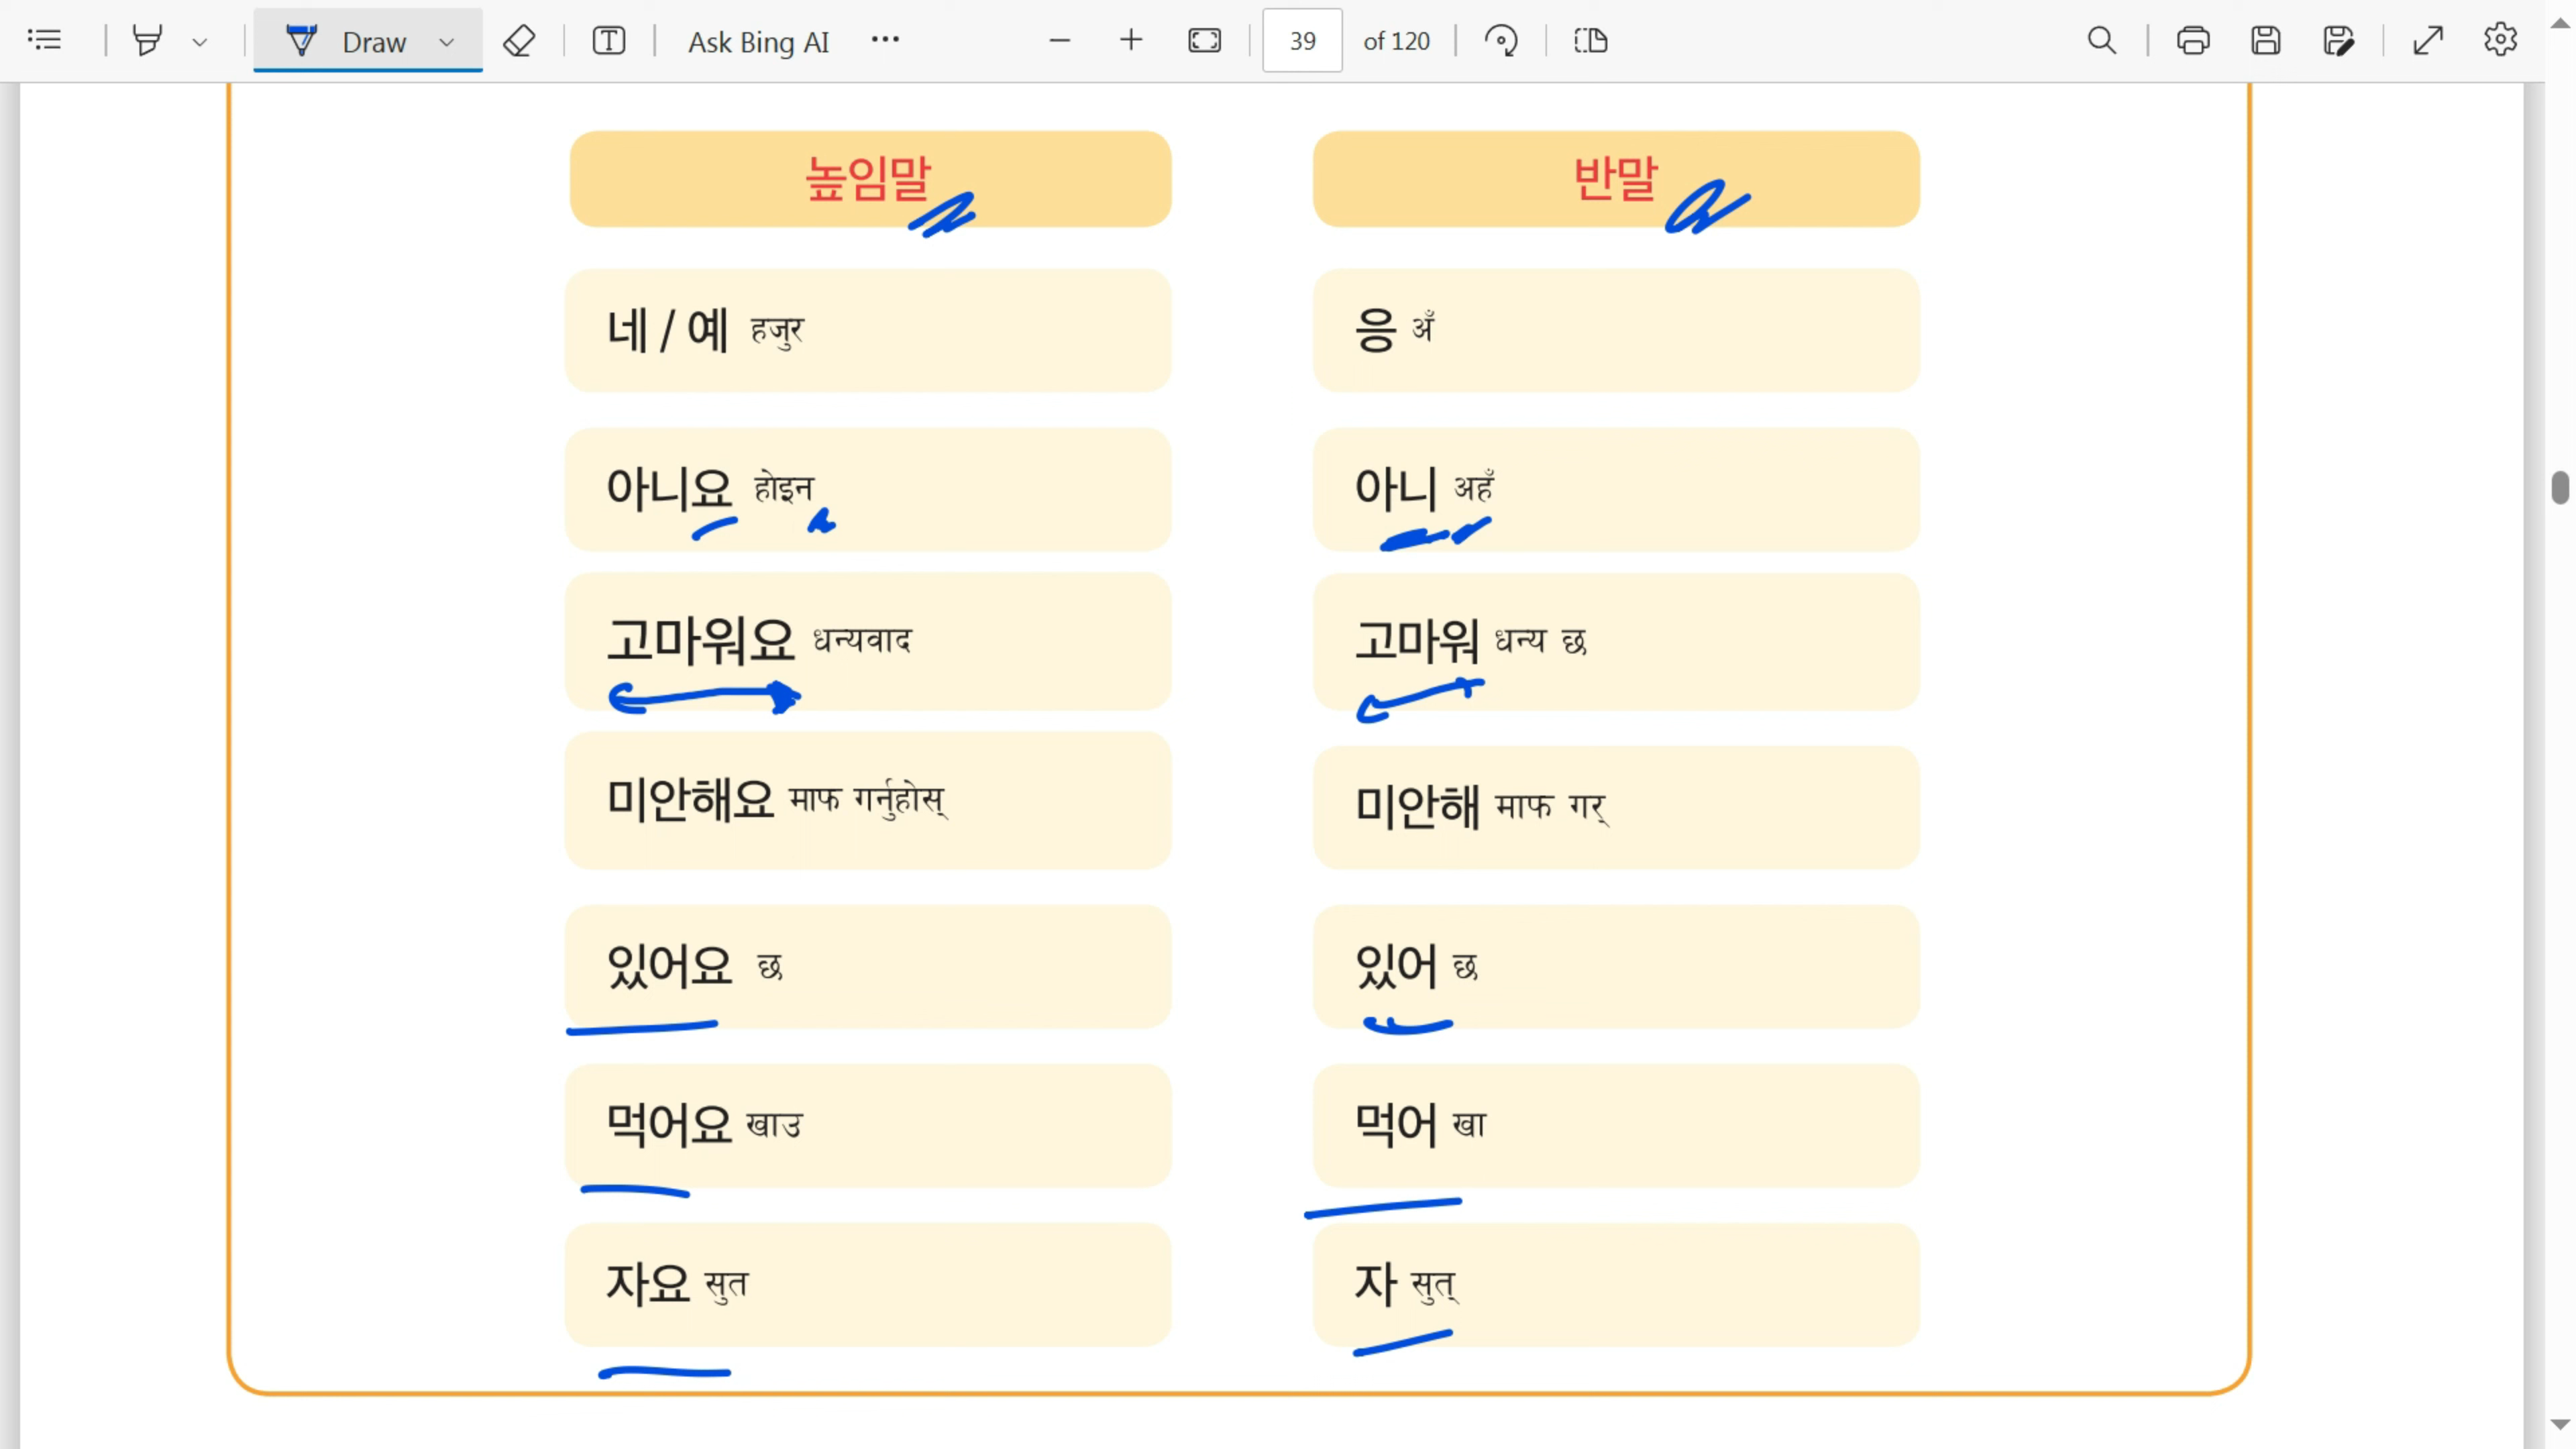 Draw Ask Bing AI 39 of 120
높임말 반말
네 / 예 हजुर 응 अँ
아니요 होइन 아니 अहँ
고마워요 धन्यवाद 고마워 धन्य छ
미안해요 माफ गर्नुहोस् 미안해 माफ गर्
있어요 छ 있어 छ
먹어요 खाउ 먹어 खा
자요 सुत 자 सुत्